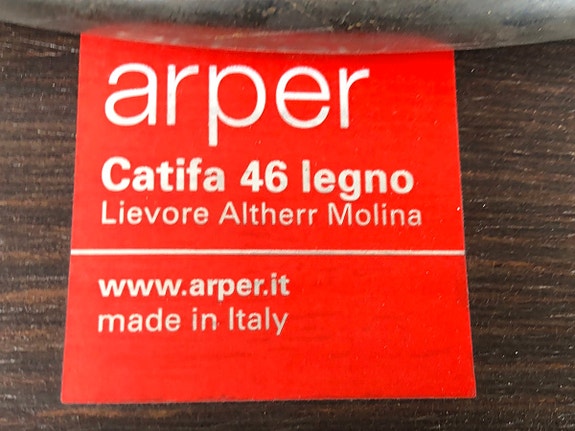 arper
Catifa 46 legno
Lievore Altherr Molina
www.arper.it
made in Italy